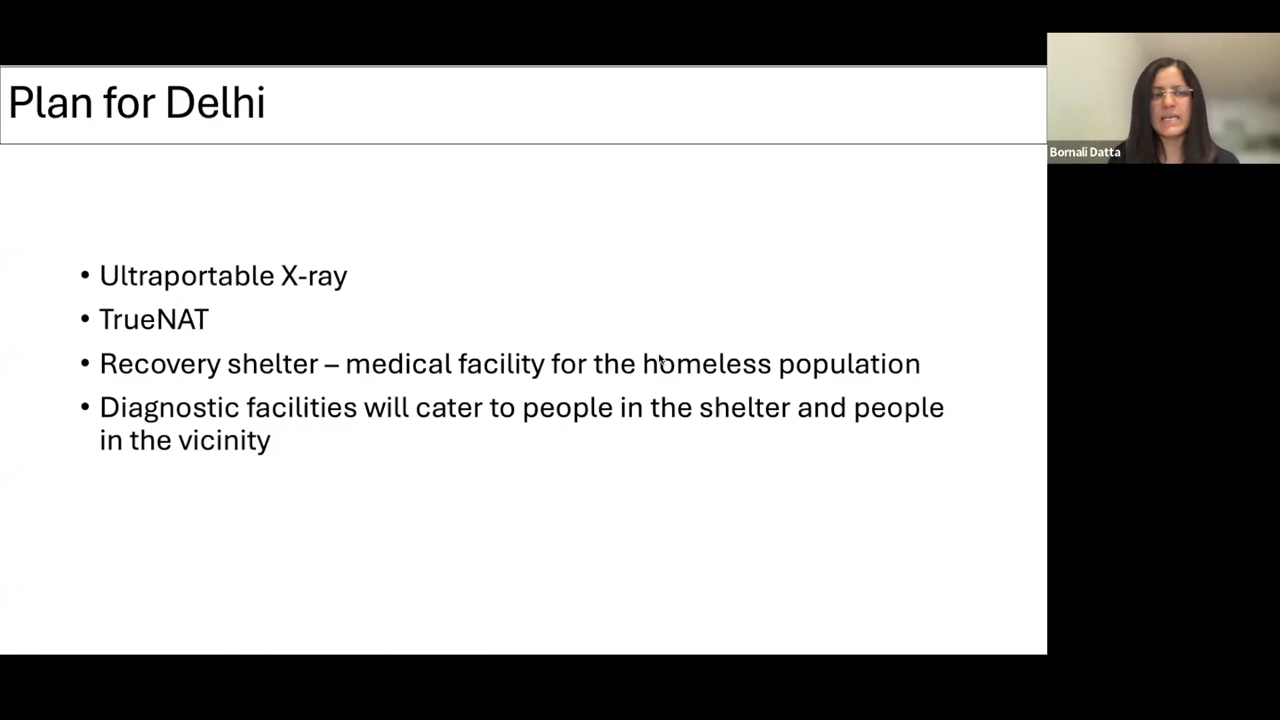 Plan for Delhi
Bornali Datta
• Ultraportable X-ray
• TrueNAT
• Recovery shelter – medical facility for the homeless population
• Diagnostic facilities will cater to people in the shelter and people
in the vicinity